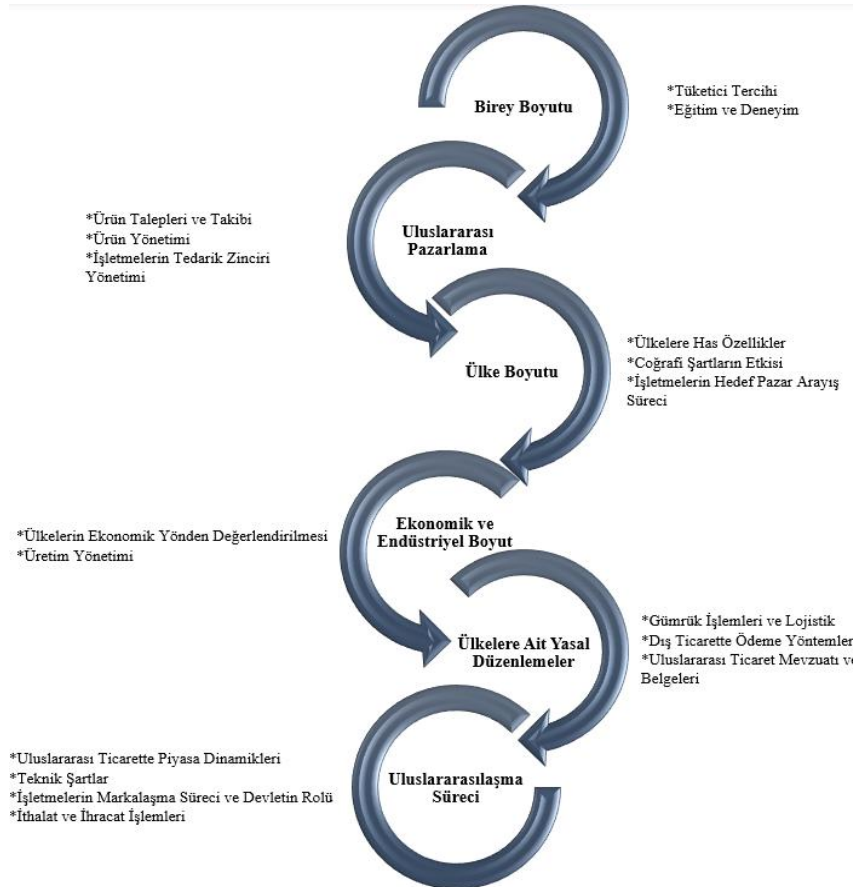 Birey Boyutu
*Tüketici Tercihi
*Eğitim ve Deneyim
Uluslararası
Pazarlama
*Ürün Talepleri ve Takibi
*Ürün Yönetimi
*İşletmelerin Tedarik Zinciri
Yönetimi
Ülke Boyutu
*Ülkelere Has Özellikler
*Coğrafi Şartların Etkisi
*İşletmelerin Hedef Pazar Arayış
Süreci
Ekonomik ve
Endüstriyel Boyut
*Ülkelerin Ekonomik Yönden Değerlendirilmesi
*Üretim Yönetimi
Ülkelere Ait Yasal
Düzenlemeler
*Gümrük İşlemleri ve Lojistik
*Dış Ticarette Ödeme Yöntemler
*Uluslararası Ticaret Mevzuatı ve
Belgeleri
Uluslararasılaşma
Süreci
*Uluslararası Ticarette Piyasa Dinamikleri
*Teknik Şartlar
*İşletmelerin Markalaşma Süreci ve Devletin Rolü
*İthalat ve İhracat İşlemleri